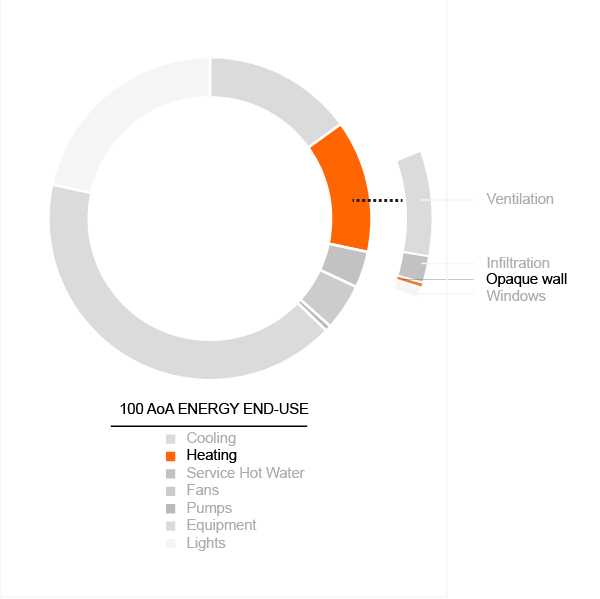 Ventilation
Infiltration
Opaque wall
Windows
100 AoA ENERGY END-USE
Cooling
Heating
Service Hot Water
Fans
Pumps
Equipment
Lights